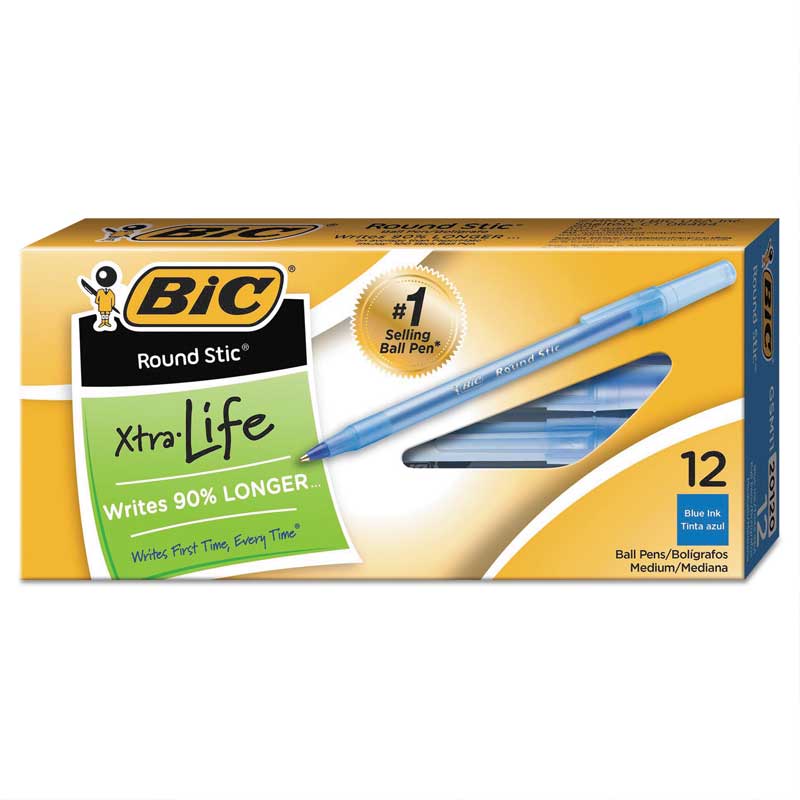 Round Stic®
Writes 90% LONGER...
BiC®
Round Stic®
Xtra·Life
Writes 90% LONGER...
Writes First Time, Every Time®
#1
Selling
Ball Pen*
BiC Round Stic
12
Blue Ink
Tinta azul
Ball Pens/Bolígrafos
Medium/Mediana
BiC
Round Stic
GSM11
20120
12